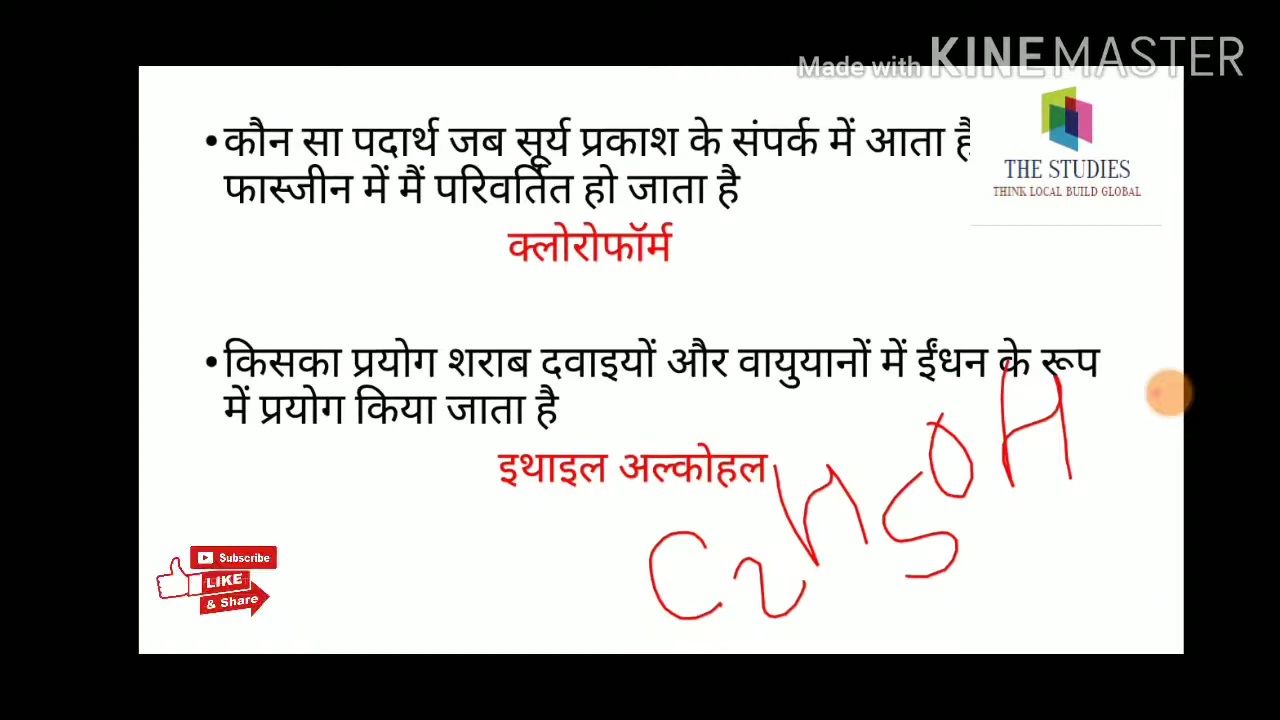 Made with KINEMASTER
•कौन सा पदार्थ जब सूर्य प्रकाश के संपर्क में आता है
फास्जीन में मैं परिवर्तित हो जाता है
क्लोरोफॉर्म
THE STUDIES
THINK LOCAL BUILD GLOBAL
•किसका प्रयोग शराब दवाइयों और वायुयानों में ईंधन के रूप
में प्रयोग किया जाता है
इथाइल अल्कोहल
C2H5OH
Subscribe
LIKE
& Share